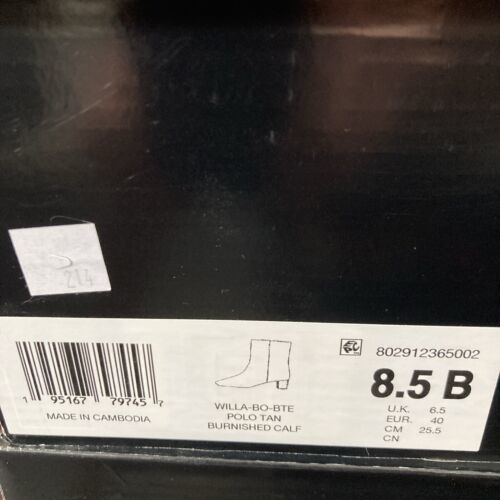 214
802912365002
8.5 B
U.K. 6.5
EUR. 40
CM 25.5
CN
1 95167 79745 7
MADE IN CAMBODIA
WILLA-BO-BTE
POLO TAN
BURNISHED CALF